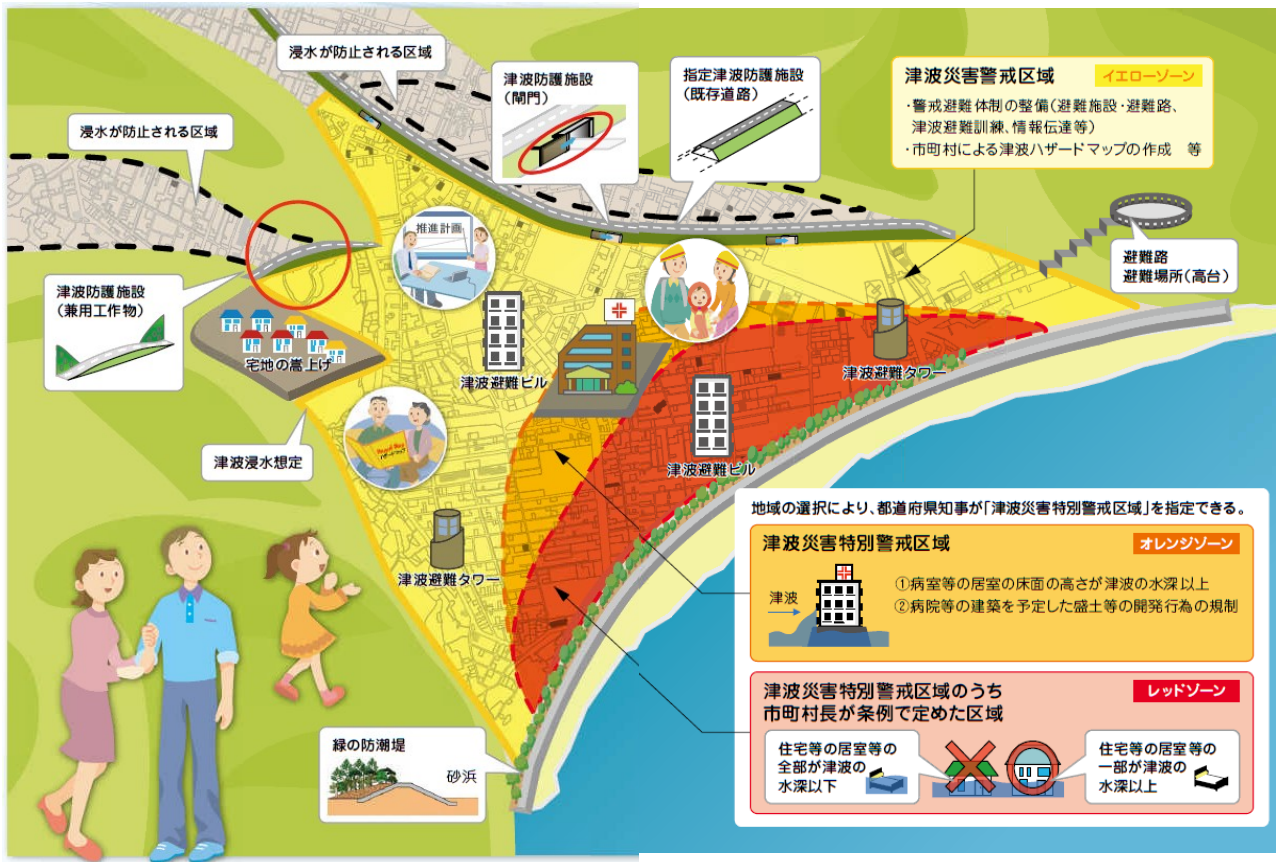 浸水が防止される区域
浸水が防止される区域
津波防護施設
(閘門)
指定津波防護施設
(既存道路)
津波災害警戒区域
イエローゾーン
・警戒避難体制の整備(避難施設・避難路、
津波避難訓練、情報伝達等)
・市町村による津波ハザードマップの作成 等
避難路
避難場所(高台)
推進計画
津波防護施設
(兼用工作物)
宅地の嵩上げ
津波避難ビル
津波避難タワー
津波避難ビル
津波浸水想定
ハザードマップ
津波避難タワー
緑の防潮堤
砂浜
地域の選択により、都道府県知事が「津波災害特別警戒区域」を指定できる。
津波災害特別警戒区域
オレンジゾーン
津波
①病室等の居室の床面の高さが津波の水深以上
②病院等の建築を予定した盛土等の開発行為の規制
津波災害特別警戒区域のうち
市町村長が条例で定めた区域
レッドゾーン
住宅等の居室等の
全部が津波の
水深以下
住宅等の居室等の
一部が津波の
水深以上